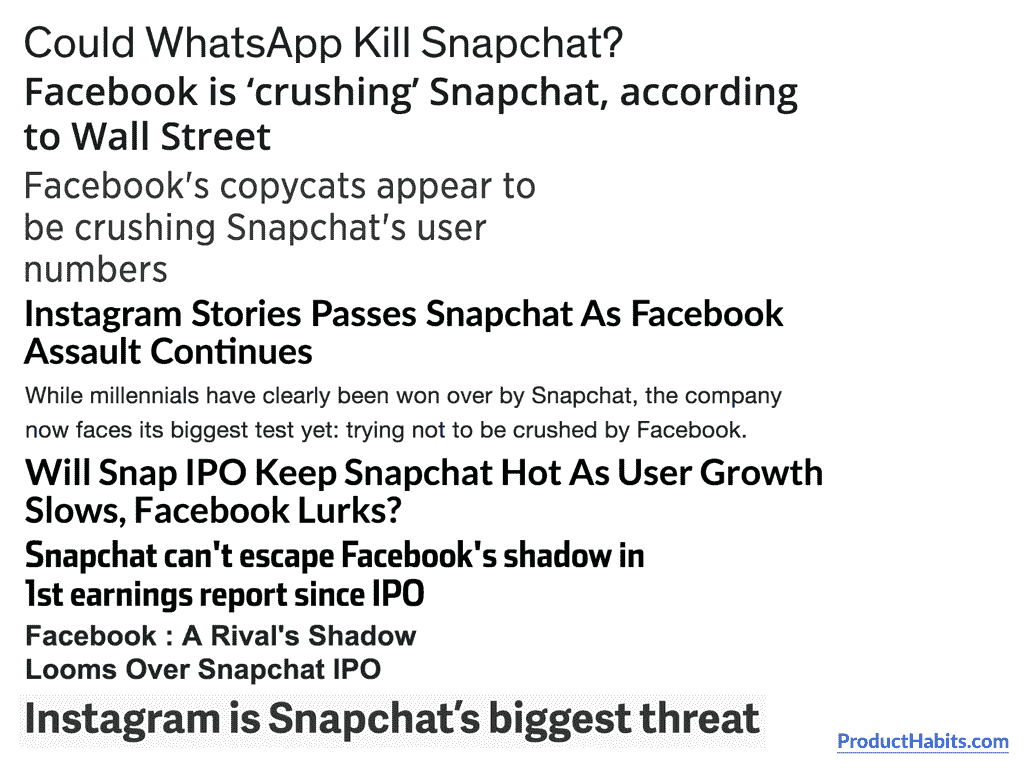 Could WhatsApp Kill Snapchat?
Facebook is ‘crushing’ Snapchat, according
to Wall Street
Facebook's copycats appear to
be crushing Snapchat's user
numbers
Instagram Stories Passes Snapchat As Facebook
Assault Continues
While millennials have clearly been won over by Snapchat, the company
now faces its biggest test yet: trying not to be crushed by Facebook.
Will Snap IPO Keep Snapchat Hot As User Growth
Slows, Facebook Lurks?
Snapchat can't escape Facebook's shadow in
1st earnings report since IPO
Facebook : A Rival's Shadow
Looms Over Snapchat IPO
Instagram is Snapchat’s biggest threat
ProductHabits.com